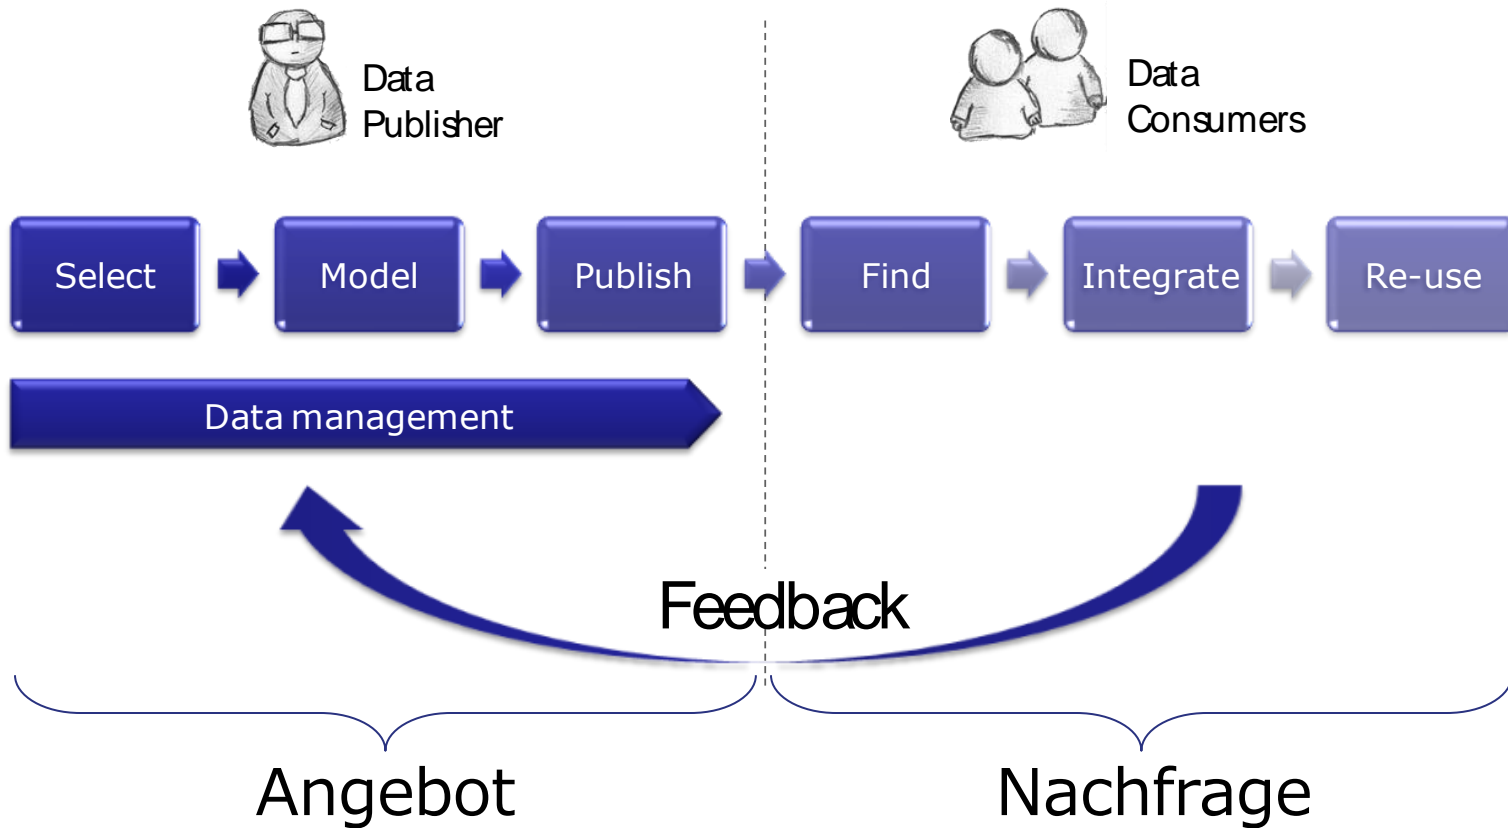 Data
Publisher
Data
Consumers
Select
Model
Publish
Find
Integrate
Re-use
Data management
Feedback
Angebot
Nachfrage